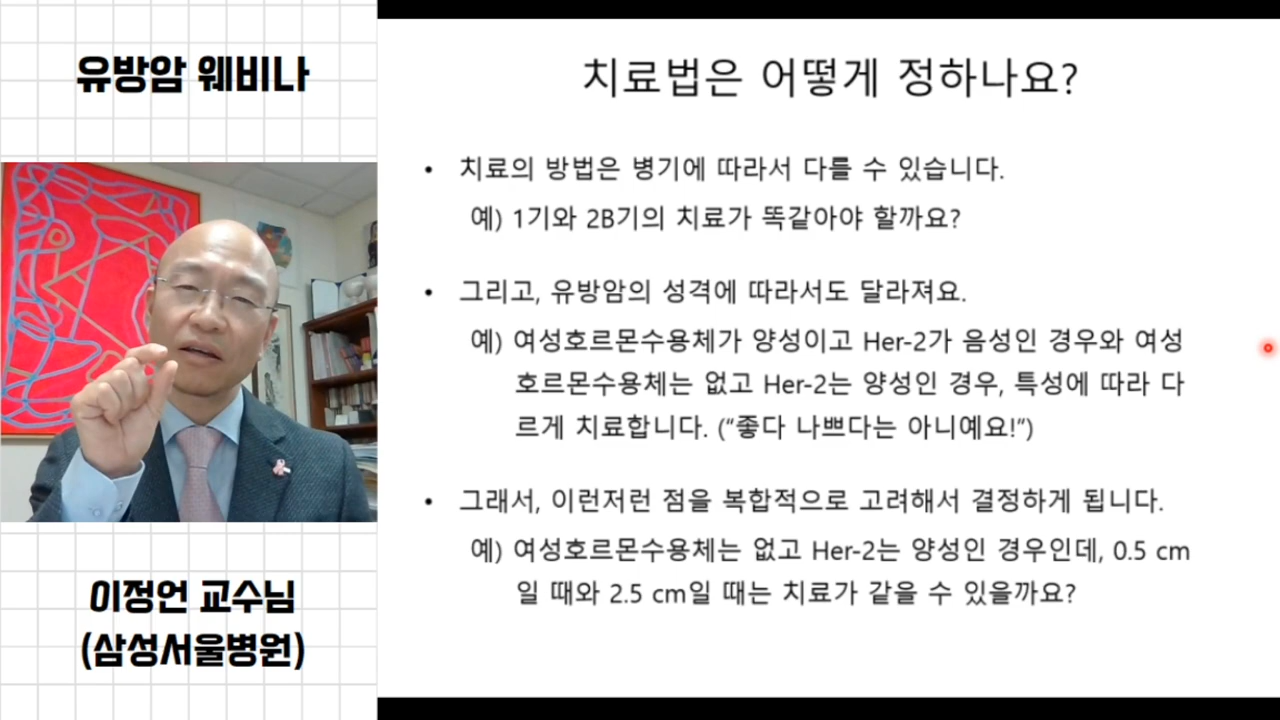 유방암 웨비나
이정언 교수님
(삼성서울병원)
치료법은 어떻게 정하나요?
• 치료의 방법은 병기에 따라서 다를 수 있습니다.
예) 1기와 2B기의 치료가 똑같아야 할까요?
• 그리고, 유방암의 성격에 따라서도 달라져요.
예) 여성호르몬수용체가 양성이고 Her-2가 음성인 경우와 여성
호르몬수용체는 없고 Her-2는 양성인 경우, 특성에 따라 다
르게 치료합니다. (“좋다 나쁘다는 아니예요!”)
• 그래서, 이런저런 점을 복합적으로 고려해서 결정하게 됩니다.
예) 여성호르몬수용체는 없고 Her-2는 양성인 경우인데, 0.5 cm
일 때와 2.5 cm일 때는 치료가 같을 수 있을까요?